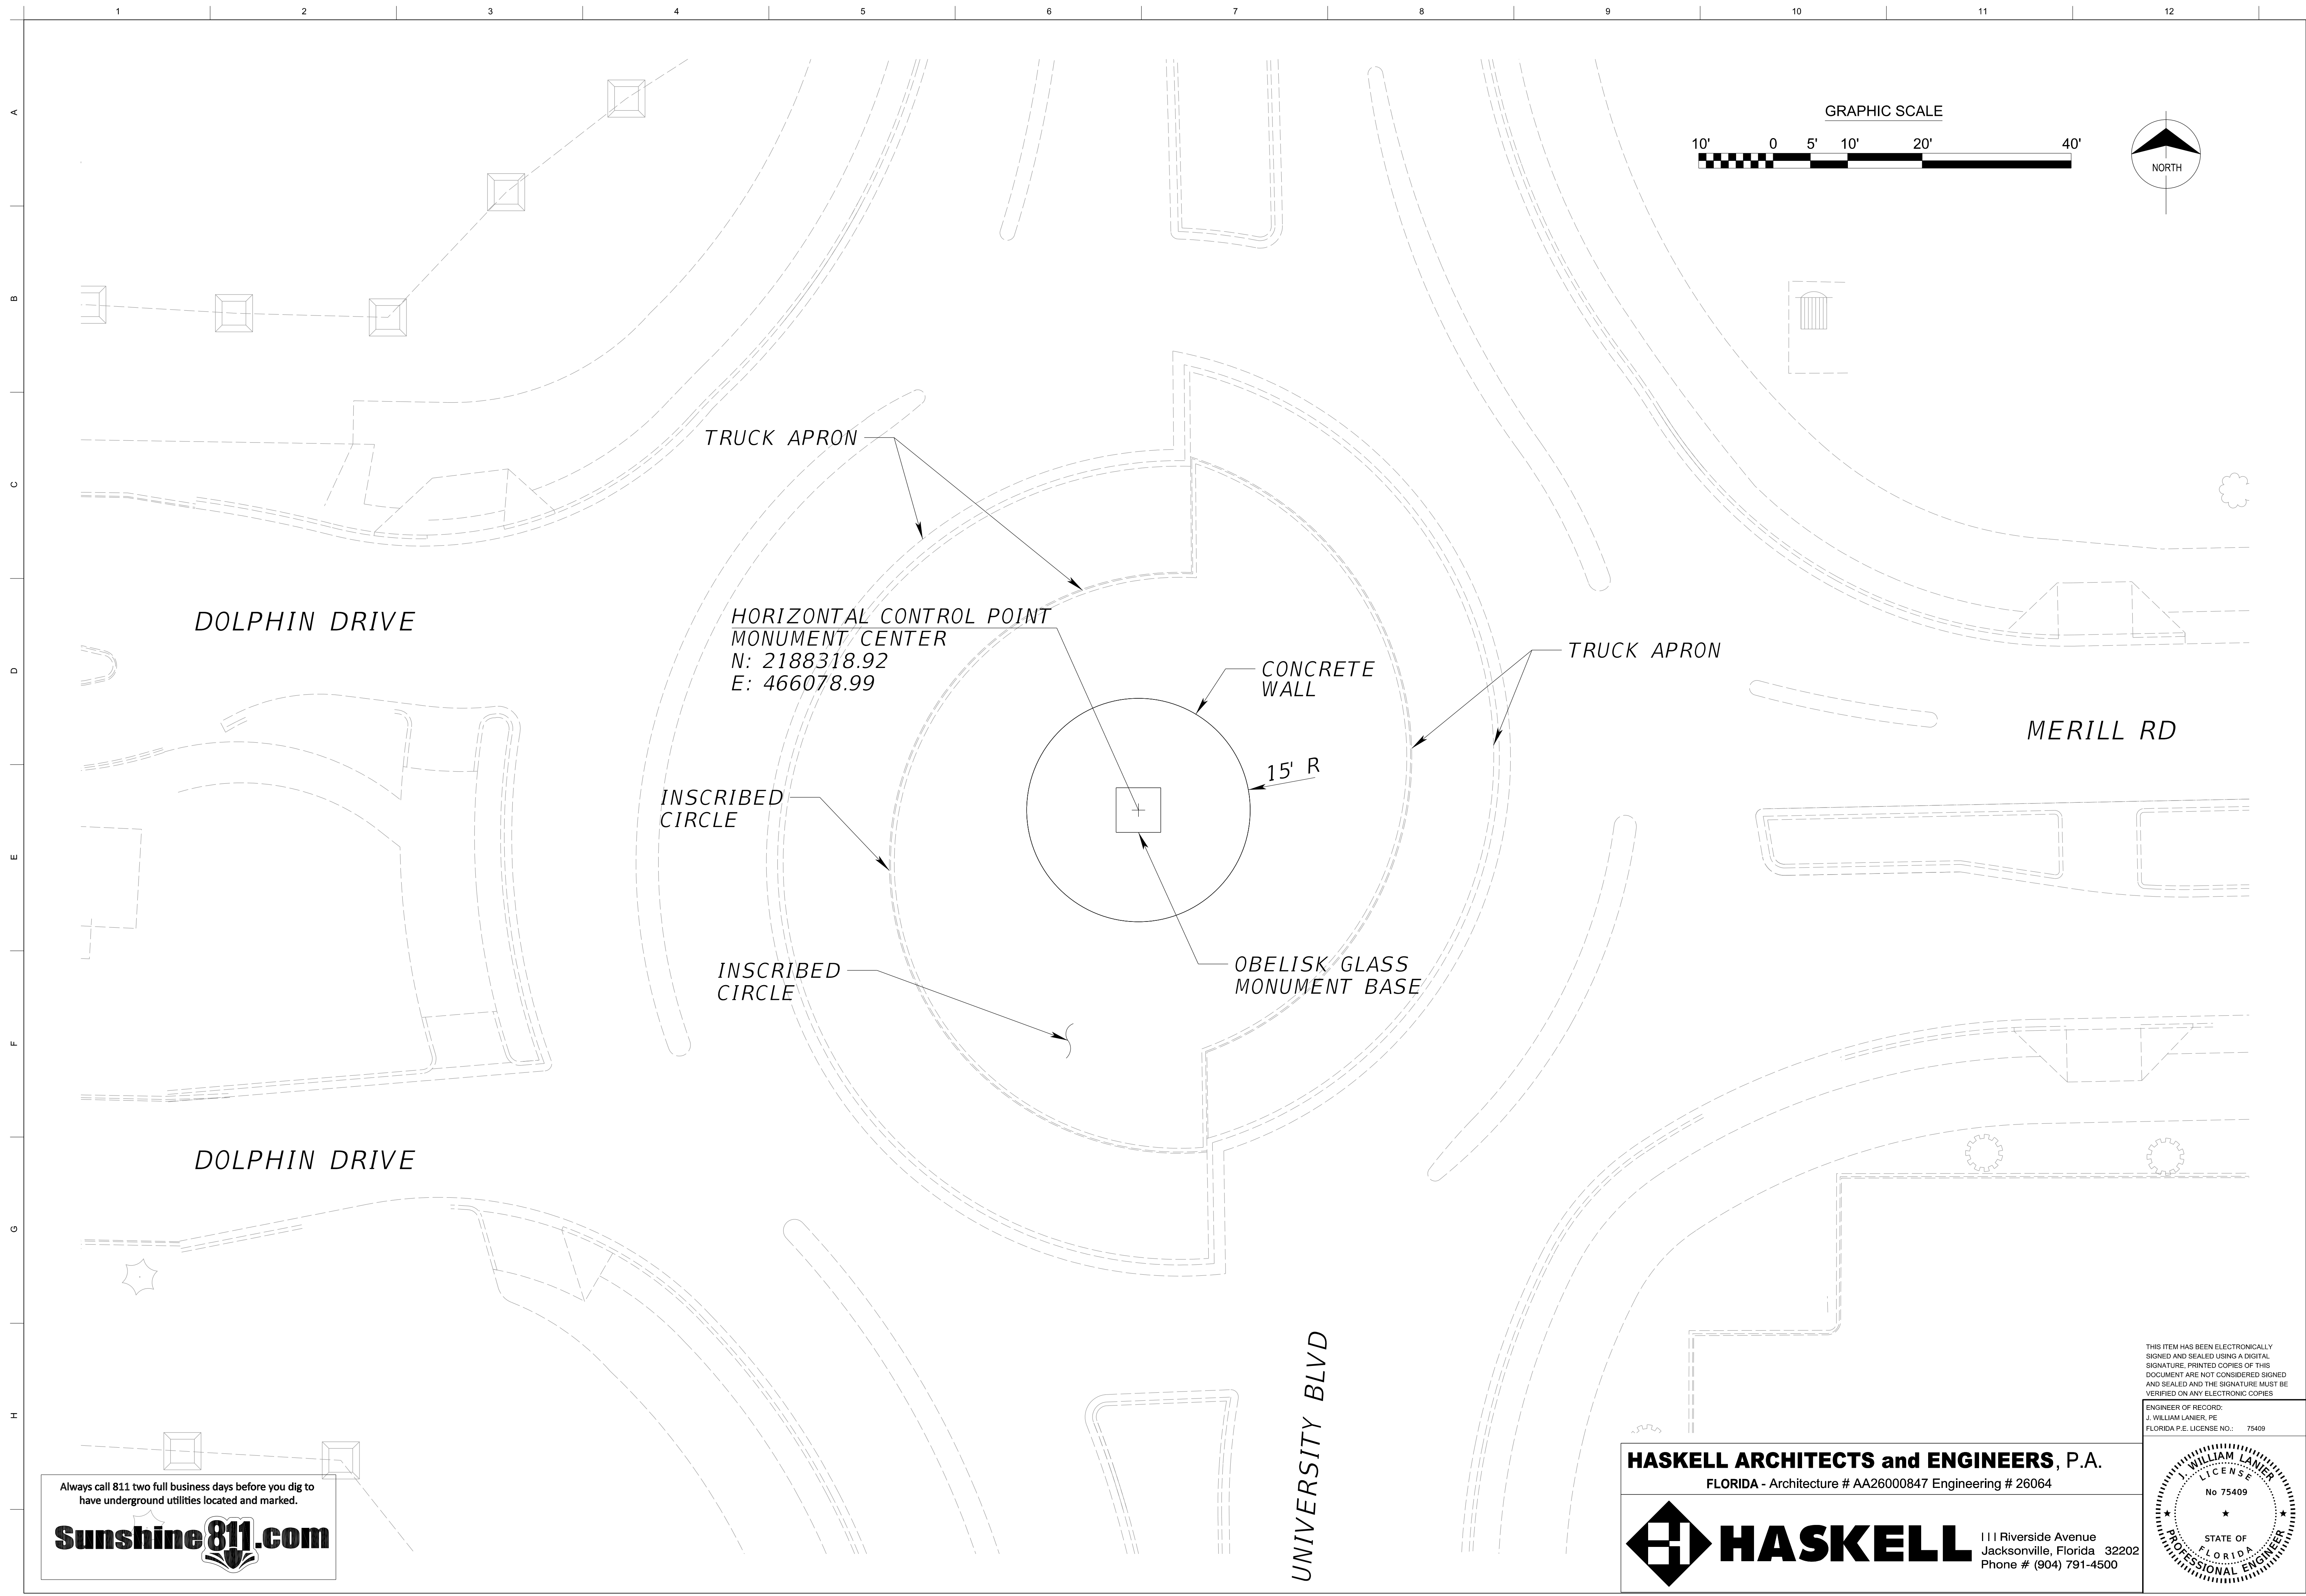 1 2 3 4 5 6 7 8 9 10 11 12
A
B
C
D
E
F
G
H
GRAPHIC SCALE
10' 0 5' 10' 20' 40'
NORTH
TRUCK APRON
DOLPHIN DRIVE
HORIZONTAL CONTROL POINT
MONUMENT CENTER
N: 2188318.92
E: 466078.99
TRUCK APRON
CONCRETE
WALL
MERILL RD
15' R
INSCRIBED
CIRCLE
INSCRIBED
CIRCLE
OBELISK GLASS
MONUMENT BASE
DOLPHIN DRIVE
UNIVERSITY BLVD
THIS ITEM HAS BEEN ELECTRONICALLY
SIGNED AND SEALED USING A DIGITAL
SIGNATURE, PRINTED COPIES OF THIS
DOCUMENT ARE NOT CONSIDERED SIGNED
AND SEALED AND THE SIGNATURE MUST BE
VERIFIED ON ANY ELECTRONIC COPIES
ENGINEER OF RECORD:
J. WILLIAM LANIER, PE
FLORIDA P.E. LICENSE NO.: 75409
J. WILLIAM LANIER
LICENSE
No 75409
STATE OF
FLORIDA
PROFESSIONAL ENGINEER
HASKELL ARCHITECTS and ENGINEERS, P.A.
FLORIDA - Architecture # AA26000847 Engineering # 26064
HASKELL
111 Riverside Avenue
Jacksonville, Florida 32202
Phone # (904) 791-4500
Always call 811 two full business days before you dig to
have underground utilities located and marked.
Sunshine811.com